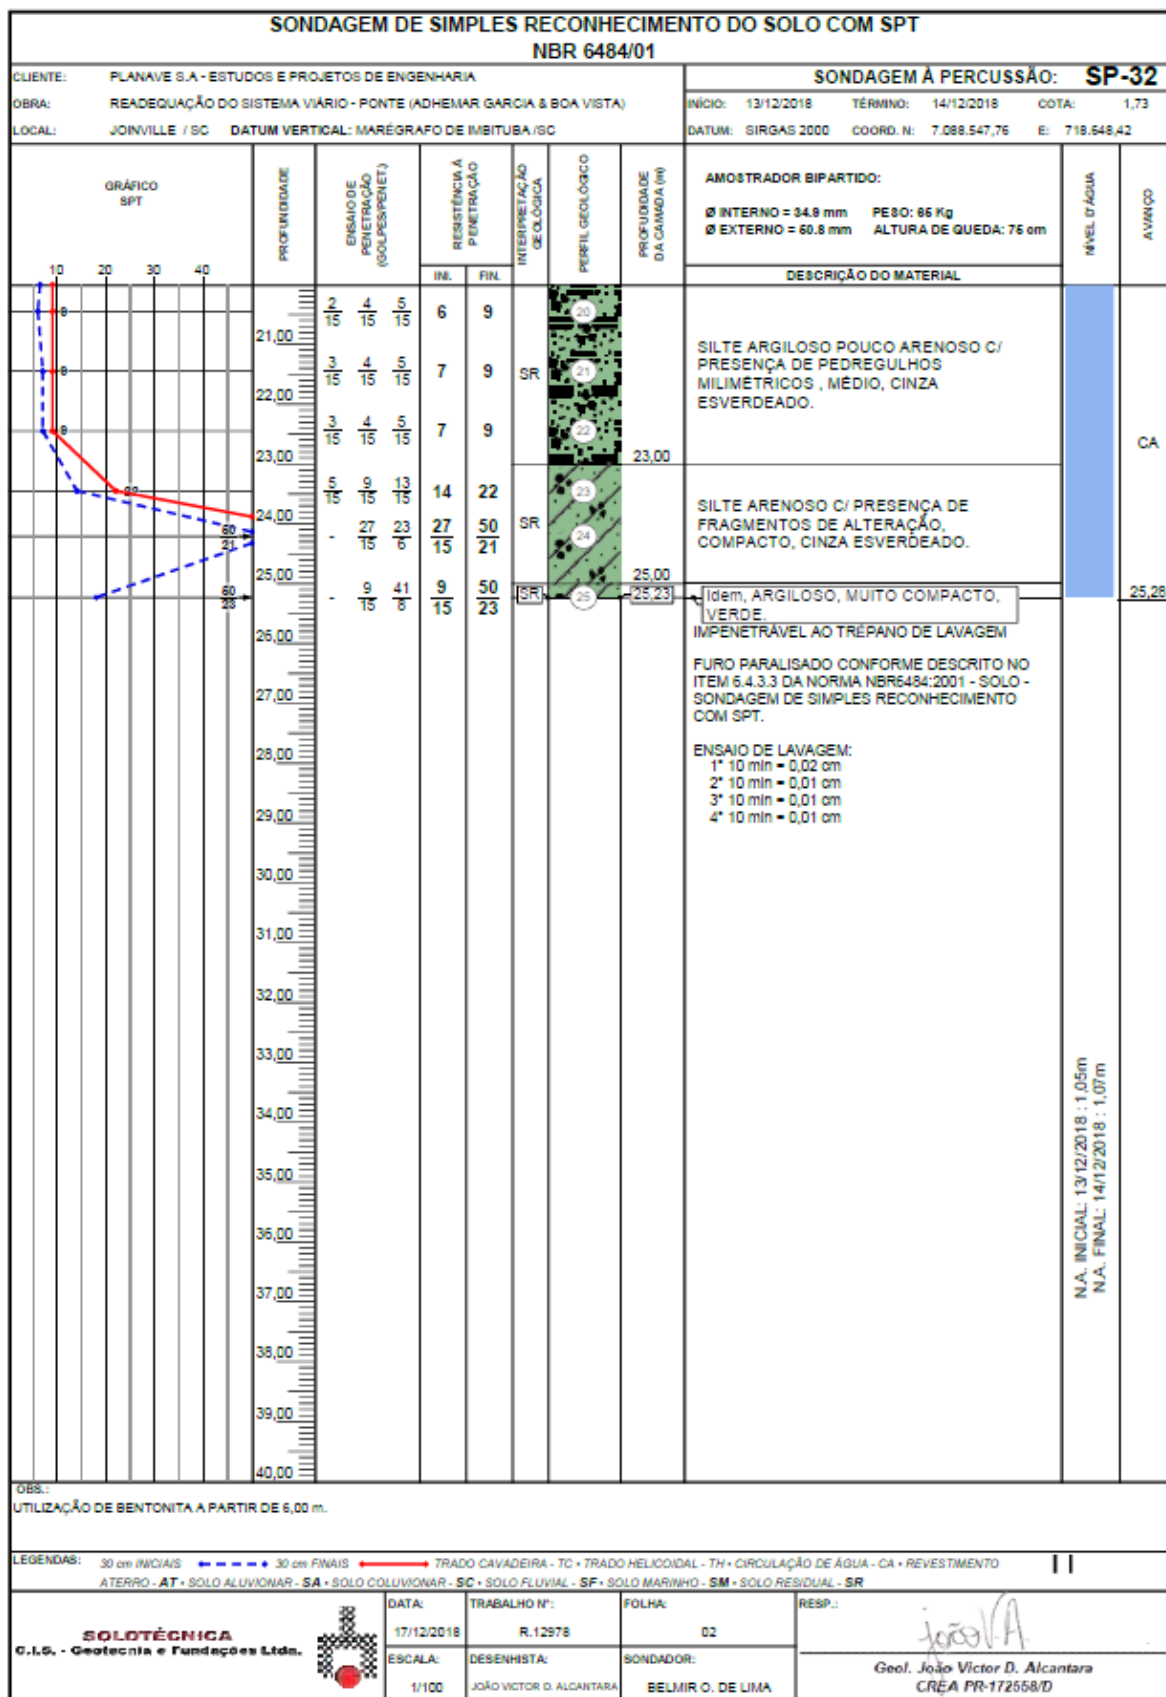 SONDAGEM DE SIMPLES RECONHECIMENTO DO SOLO COM SPT
NBR 6484/01
CLIENTE: PLANAVE S.A - ESTUDOS E PROJETOS DE ENGENHARIA
OBRA: READEQUAÇÃO DO SISTEMA VIÁRIO - PONTE (ADHEMAR GARCIA & BOA VISTA)
LOCAL: JOINVILLE / SC DATUM VERTICAL: MARÉGRAFO DE IMBITUBA /SC
SONDAGEM À PERCUSSÃO: SP-32
INÍCIO: 13/12/2018 TÉRMINO: 14/12/2018 COTA: 1,73
DATUM: SIRGAS 2000 COORD. N: 7.088.547,76 E: 718.648,42
GRÁFICO
SPT
10 20 30 40
PROFUNDIDADE
ENSAIO DE
PENETRAÇÃO
(GOLPES/PENET.)
RESISTÊNCIA À
PENETRAÇÃO
INI. FIN.
INTERPRETAÇÃO
GEOLÓGICA
PERFIL GEOLÓGICO
PROFUDIDADE
DA CAMADA (m)
AMOSTRADOR BIPARTIDO:
Ø INTERNO = 34.9 mm PESO: 65 Kg
Ø EXTERNO = 50.8 mm ALTURA DE QUEDA: 75 cm
DESCRIÇÃO DO MATERIAL
NÍVEL D'ÁGUA
AVANÇO
9 2/15 4/15 5/15 6 9 20
21,00
9 3/15 4/15 5/15 7 9 SR 21
22,00
9 3/15 4/15 5/15 7 9 22
23,00 23,00
SILTE ARGILOSO POUCO ARENOSO C/
PRESENÇA DE PEDREGULHOS
MILIMÉTRICOS , MÉDIO, CINZA
ESVERDEADO.
CA
22 5/15 9/15 13/15 14 22 23
24,00
50/21 - 27/15 23/6 27/15 50/21 SR 24
25,00 25,00
SILTE ARENOSO C/ PRESENÇA DE
FRAGMENTOS DE ALTERAÇÃO,
COMPACTO, CINZA ESVERDEADO.
50/23 - 9/15 41/8 9/15 50/23 SR 25 25,23
Idem, ARGILOSO, MUITO COMPACTO,
VERDE.
25,28
IMPENETRÁVEL AO TRÉPANO DE LAVAGEM
FURO PARALISADO CONFORME DESCRITO NO
ITEM 6.4.3.3 DA NORMA NBR6484:2001 - SOLO -
SONDAGEM DE SIMPLES RECONHECIMENTO
COM SPT.
ENSAIO DE LAVAGEM:
1° 10 min = 0,02 cm
2° 10 min = 0,01 cm
3° 10 min = 0,01 cm
4° 10 min = 0,01 cm
26,00
27,00
28,00
29,00
30,00
31,00
32,00
33,00
34,00
35,00
36,00
37,00
38,00
39,00
40,00
N.A. INICIAL: 13/12/2018 : 1,05m
N.A. FINAL: 14/12/2018 : 1,07m
OBS.:
UTILIZAÇÃO DE BENTONITA A PARTIR DE 6,00 m.
LEGENDAS: 30 cm INICIAIS 30 cm FINAIS TRADO CAVADEIRA - TC • TRADO HELICOIDAL - TH • CIRCULAÇÃO DE ÁGUA - CA • REVESTIMENTO
ATERRO - AT • SOLO ALUVIONAR - SA • SOLO COLUVIONAR - SC • SOLO FLUVIAL - SF • SOLO MARINHO - SM • SOLO RESIDUAL - SR
SOLOTÉCNICA
C.I.S. - Geotecnia e Fundações Ltda.
DATA: 17/12/2018
TRABALHO N°: R.12978
FOLHA: 02
ESCALA: 1/100
DESENHISTA: JOÃO VICTOR D. ALCANTARA
SONDADOR: BELMIR O. DE LIMA
RESP.:
João V. A.
Geol. João Victor D. Alcantara
CREA PR-172558/D